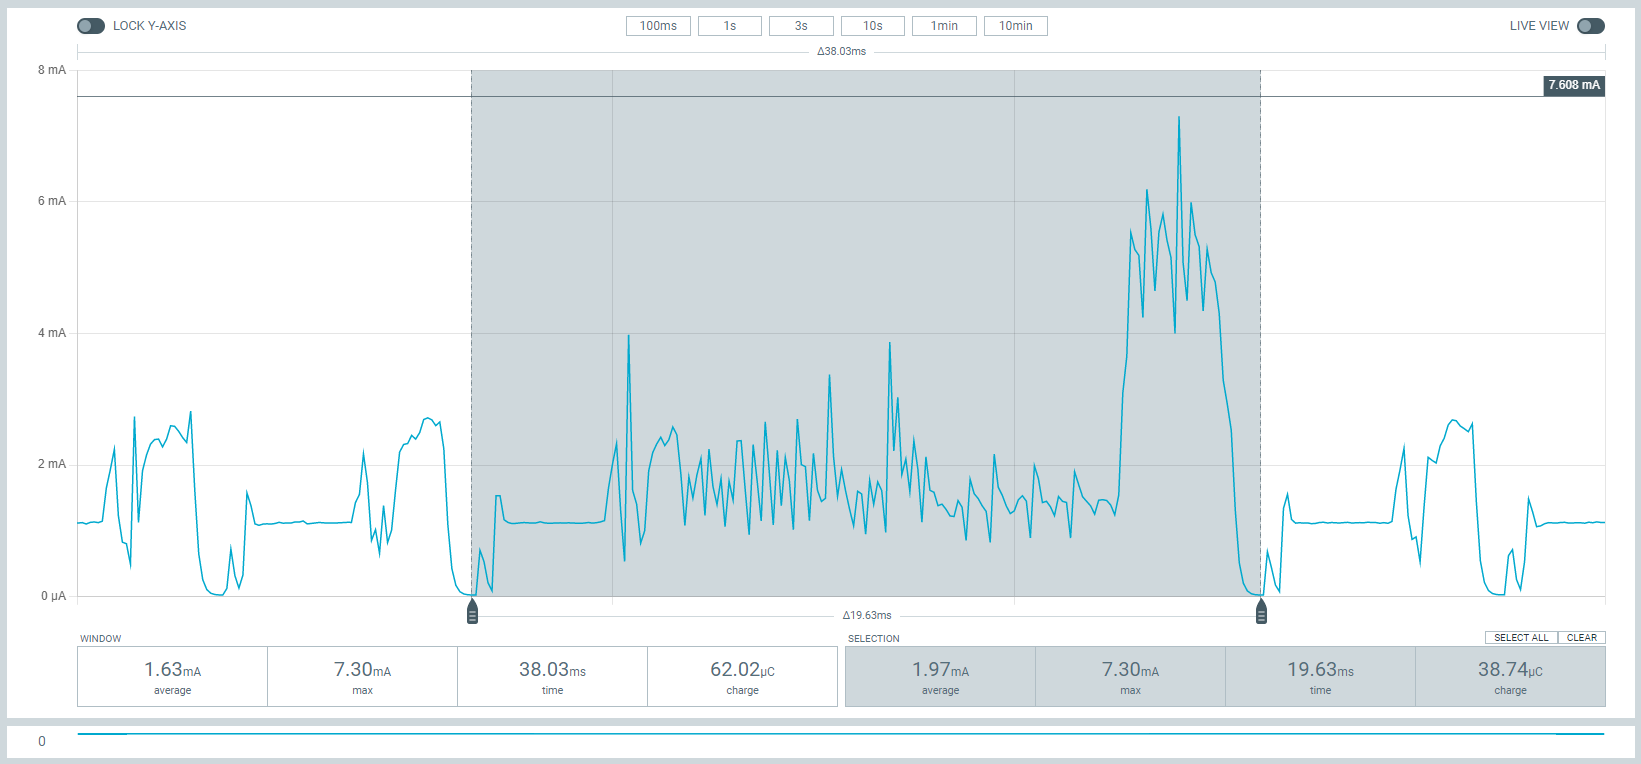 LOCK Y-AXIS 100ms 1s 3s 10s 1min 10min LIVE VIEW
Δ38.03ms
8 mA
7.608 mA
6 mA
4 mA
2 mA
0 µA
Δ19.63ms
WINDOW SELECTION SELECT ALL CLEAR
1.63mA 7.30mA 38.03ms 62.02µC 1.97mA 7.30mA 19.63ms 38.74µC
average max time charge average max time charge
0